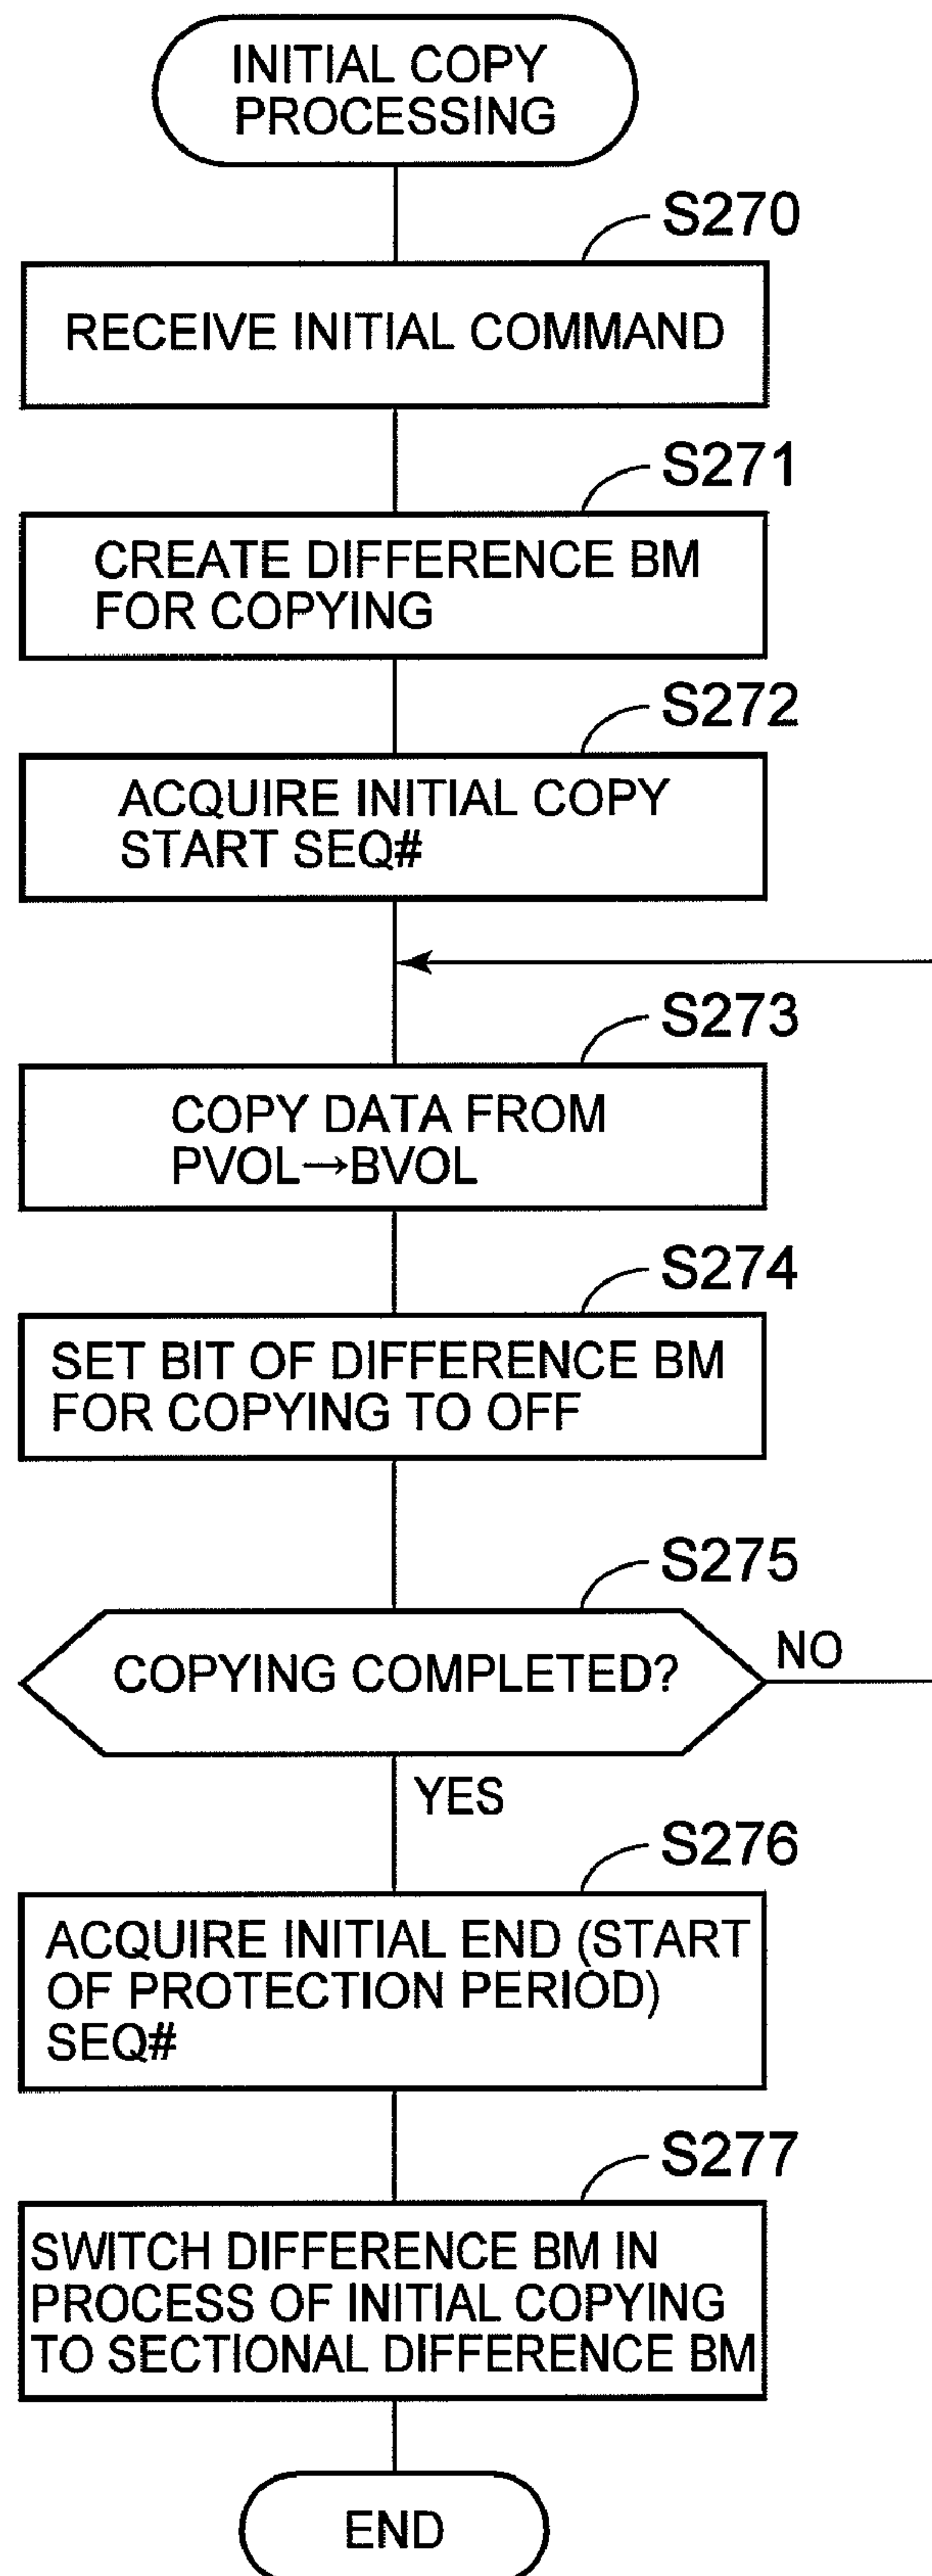 INITIAL COPY
PROCESSING
S270
RECEIVE INITIAL COMMAND
S271
CREATE DIFFERENCE BM
FOR COPYING
S272
ACQUIRE INITIAL COPY
START SEQ#
S273
COPY DATA FROM
PVOL→BVOL
S274
SET BIT OF DIFFERENCE BM
FOR COPYING TO OFF
S275
COPYING COMPLETED?
NO
YES
S276
ACQUIRE INITIAL END (START
OF PROTECTION PERIOD)
SEQ#
S277
SWITCH DIFFERENCE BM IN
PROCESS OF INITIAL COPYING
TO SECTIONAL DIFFERENCE BM
END